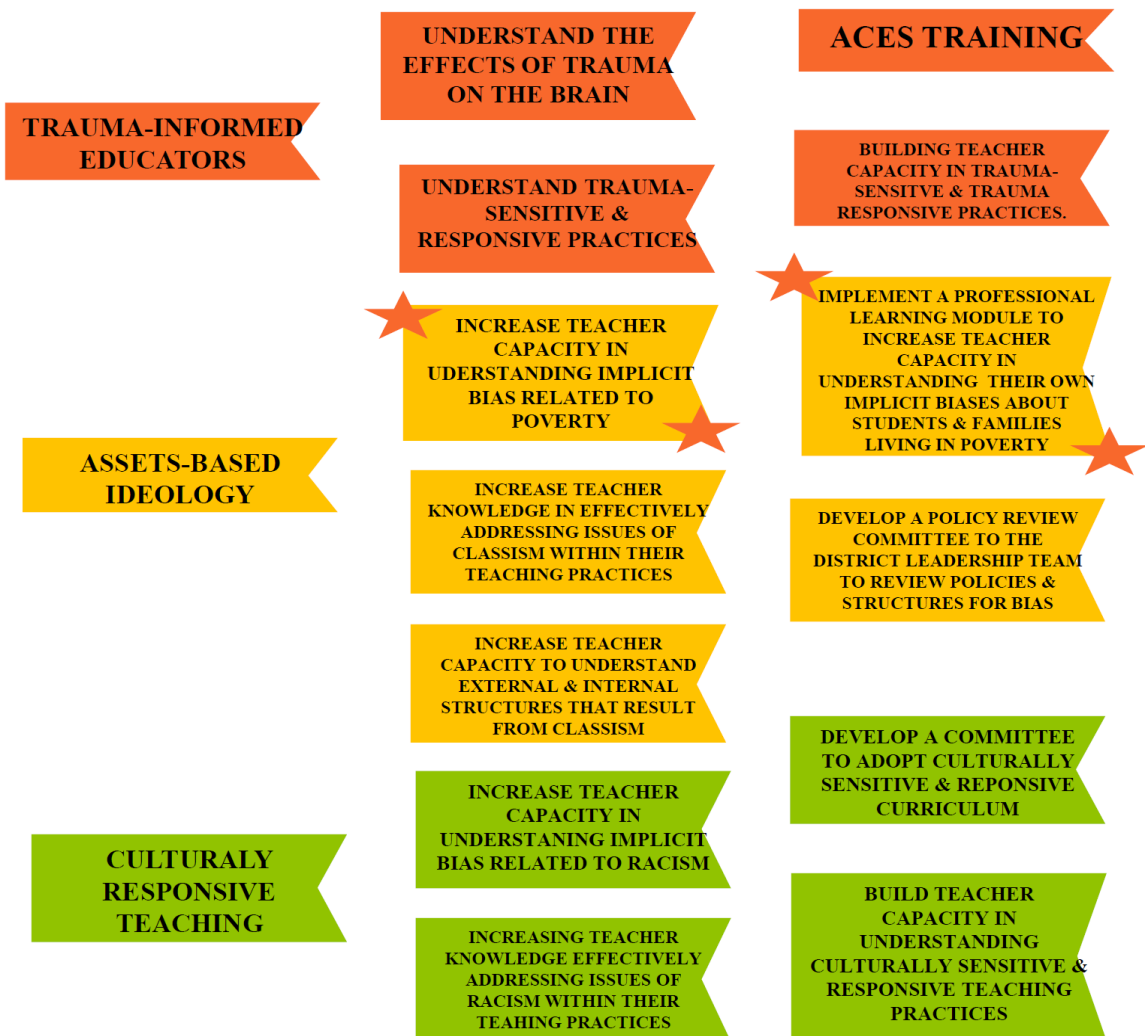 TRAUMA-INFORMED
EDUCATORS
UNDERSTAND THE
EFFECTS OF TRAUMA
ON THE BRAIN
UNDERSTAND TRAUMA-
SENSITIVE &
RESPONSIVE PRACTICES
ACES TRAINING
BUILDING TEACHER
CAPACITY IN TRAUMA-
SENSITVE & TRAUMA
RESPONSIVE PRACTICES.
ASSETS-BASED
IDEOLOGY
INCREASE TEACHER
CAPACITY IN
UDERSTANDING IMPLICIT
BIAS RELATED TO
POVERTY
INCREASE TEACHER
KNOWLEDGE IN EFFECTIVELY
ADDRESSING ISSUES OF
CLASSISM WITHIN THEIR
TEACHING PRACTICES
INCREASE TEACHER
CAPACITY TO UNDERSTAND
EXTERNAL & INTERNAL
STRUCTURES THAT RESULT
FROM CLASSISM
IMPLEMENT A PROFESSIONAL
LEARNING MODULE TO
INCREASE TEACHER
CAPACITY IN
UNDERSTANDING THEIR OWN
IMPLICIT BIASES ABOUT
STUDENTS & FAMILIES
LIVING IN POVERTY
DEVELOP A POLICY REVIEW
COMMITTEE TO THE
DISTRICT LEADERSHIP TEAM
TO REVIEW POLICIES &
STRUCTURES FOR BIAS
CULTURALY
RESPONSIVE
TEACHING
INCREASE TEACHER
CAPACITY IN
UNDERSTANING IMPLICIT
BIAS RELATED TO RACISM
INCREASING TEACHER
KNOWLEDGE EFFECTIVELY
ADDRESSING ISSUES OF
RACISM WITHIN THEIR
TEAHING PRACTICES
DEVELOP A COMMITTEE
TO ADOPT CULTURALLY
SENSITIVE & REPONSIVE
CURRICULUM
BUILD TEACHER
CAPACITY IN
UNDERSTANDING
CULTURALLY SENSITIVE &
RESPONSIVE TEACHING
PRACTICES